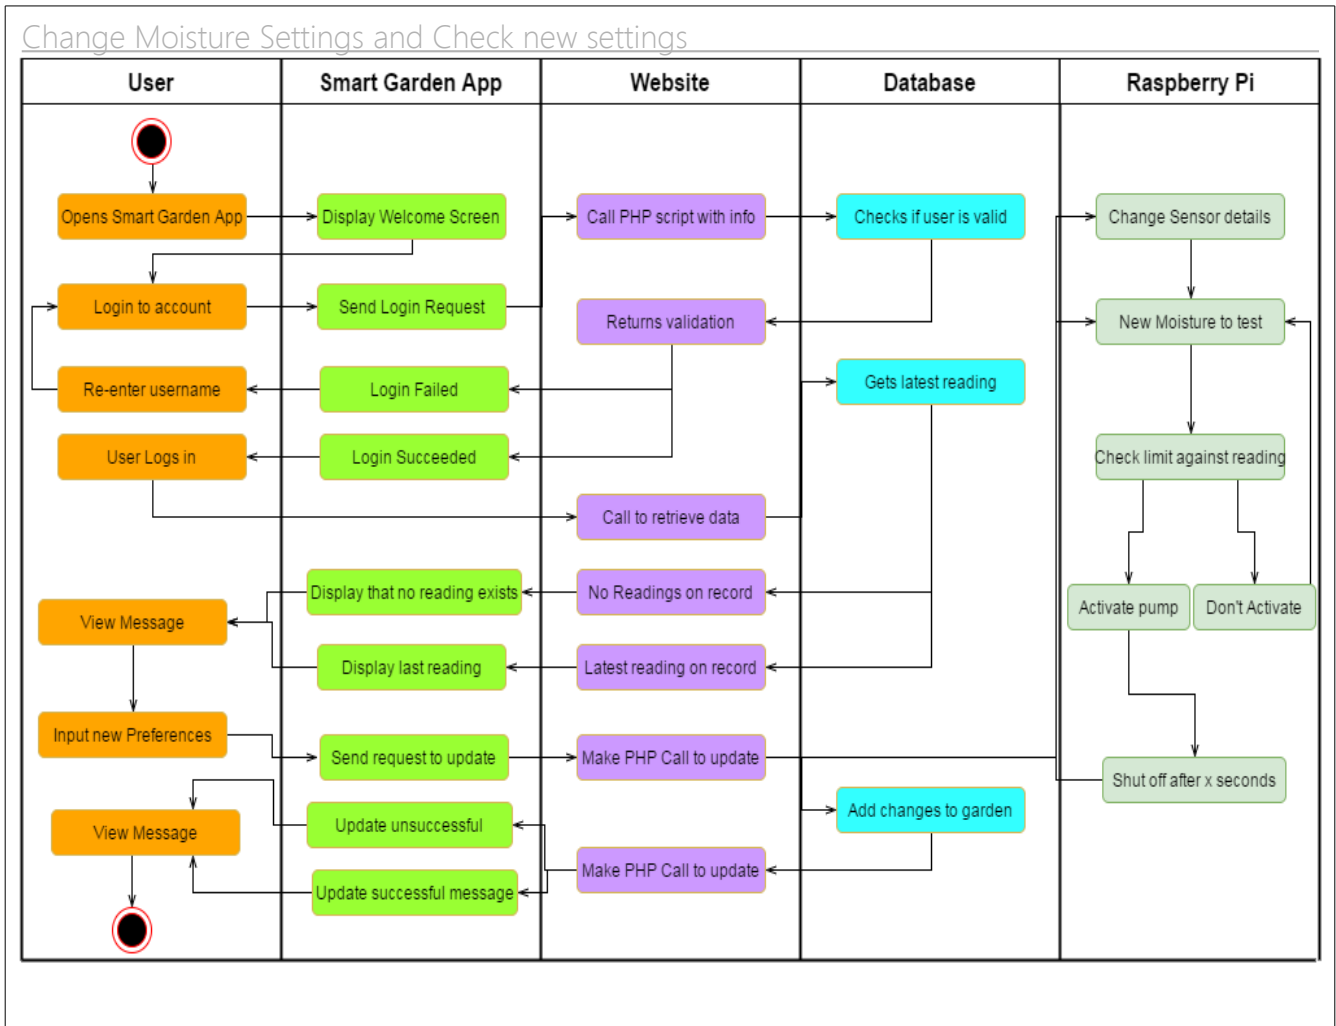 Change Moisture Settings and Check new settings
User
Smart Garden App
Website
Database
Raspberry Pi
Opens Smart Garden App
Display Welcome Screen
Call PHP script with info
Checks if user is valid
Change Sensor details
Login to account
Send Login Request
Returns validation
New Moisture to test
Re-enter username
Login Failed
Gets latest reading
User Logs in
Login Succeeded
Check limit against reading
Call to retrieve data
Display that no reading exists
No Readings on record
Activate pump
Don't Activate
View Message
Display last reading
Latest reading on record
Input new Preferences
Send request to update
Make PHP Call to update
Shut off after x seconds
Add changes to garden
Update unsuccessful
View Message
Make PHP Call to update
Update successful message